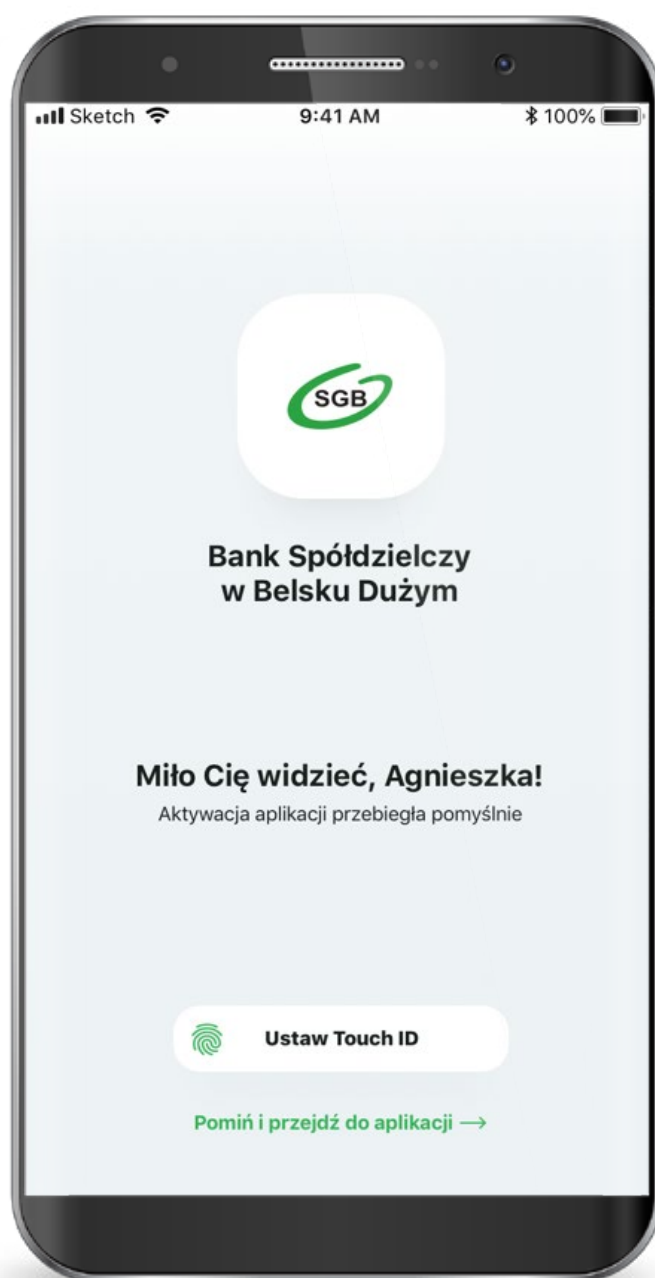 Sketch 9:41 AM 100%
SGB
Bank Spółdzielczy
w Belsku Dużym
Miło Cię widzieć, Agnieszka!
Aktywacja aplikacji przebiegła pomyślnie
Ustaw Touch ID
Pomiń i przejdź do aplikacji →